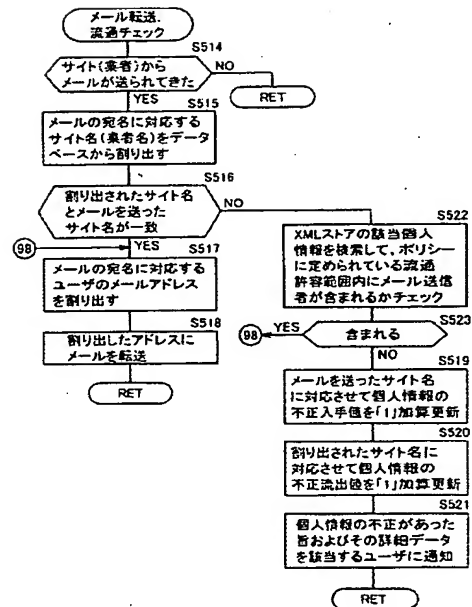 メール転送.
流通チェック
S514
サイト(業者)から
メールが送られてきた
NO
RET
YES
S515
メールの宛名に対応する
サイト名(業者名)をデータ
ベースから割り出す
S516
割り出されたサイト名
とメールを送った
サイト名が一致
NO
98
YES
S517
メールの宛名に対応する
ユーザのメールアドレス
を割り出す
S518
割り出したアドレスに
メールを転送
RET
S522
XMLストアの該当個人
情報を検索して,ポリシー
に定められている流通
許容範囲内にメール送信
者が含まれるかチェック
S523
98
YES
含まれる
NO
S519
メールを送ったサイト名
に対応させて個人情報の
不正入手値を「1」加算更新
S520
割り出されたサイト名に
対応させて個人情報の
不正流出値を「1」加算更新
S521
個人情報の不正があった
旨およびその詳細データ
を該当するユーザに通知
RET